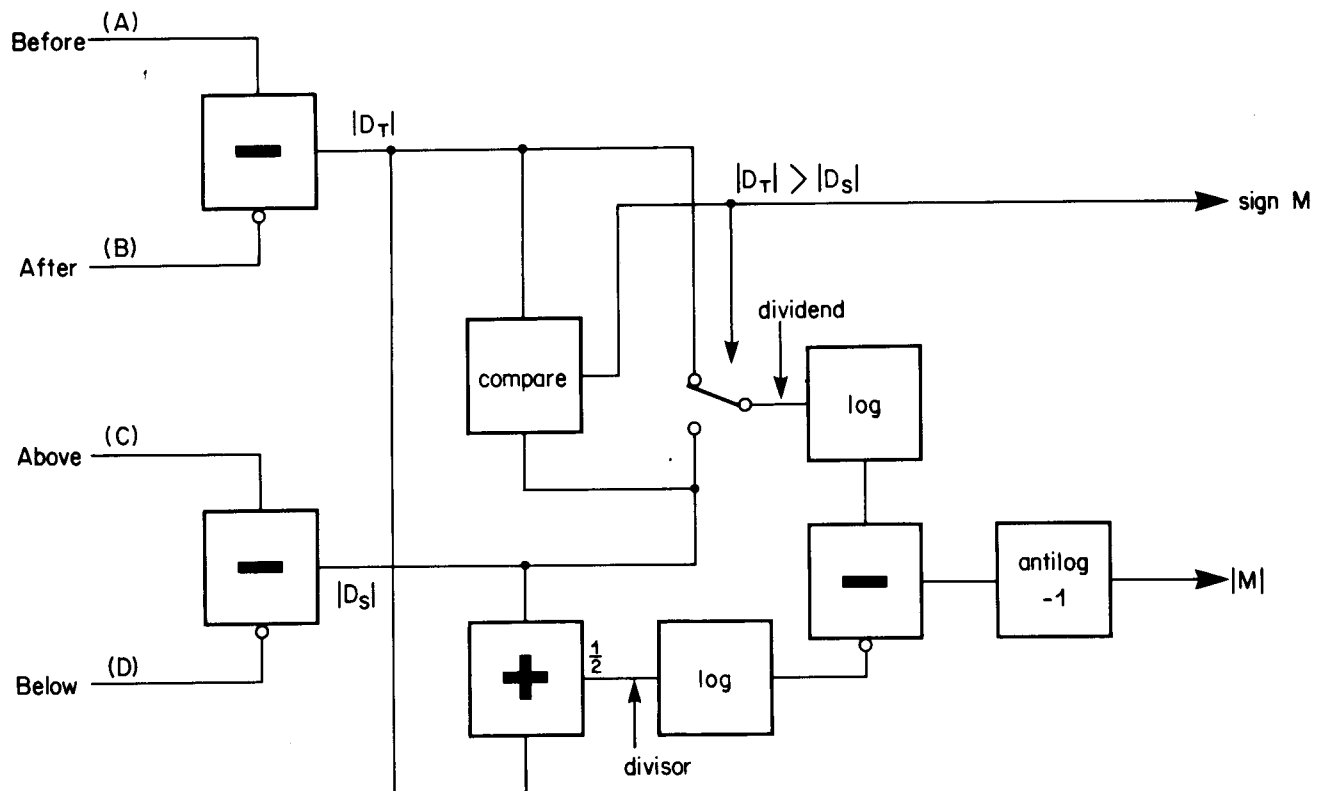 Before (A)
|D_T|
|D_T| > |D_S|
sign M
After (B)
dividend
compare
log
Above (C)
|D_S|
antilog
-1
|M|
Below (D)
+
1/2
log
divisor